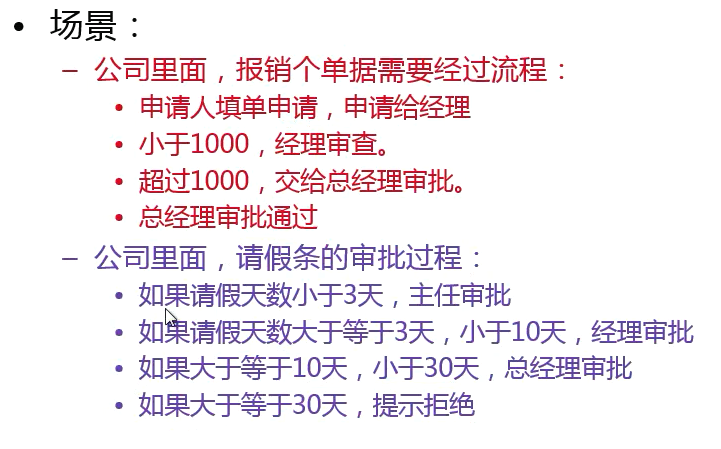 • 场景：
– 公司里面，报销个单据需要经过流程：
• 申请人填单申请，申请给经理
• 小于1000，经理审查。
• 超过1000，交给总经理审批。
• 总经理审批通过
– 公司里面，请假条的审批过程：
• 如果请假天数小于3天，主任审批
• 如果请假天数大于等于3天，小于10天，经理审批
• 如果大于等于10天，小于30天，总经理审批
• 如果大于等于30天，提示拒绝